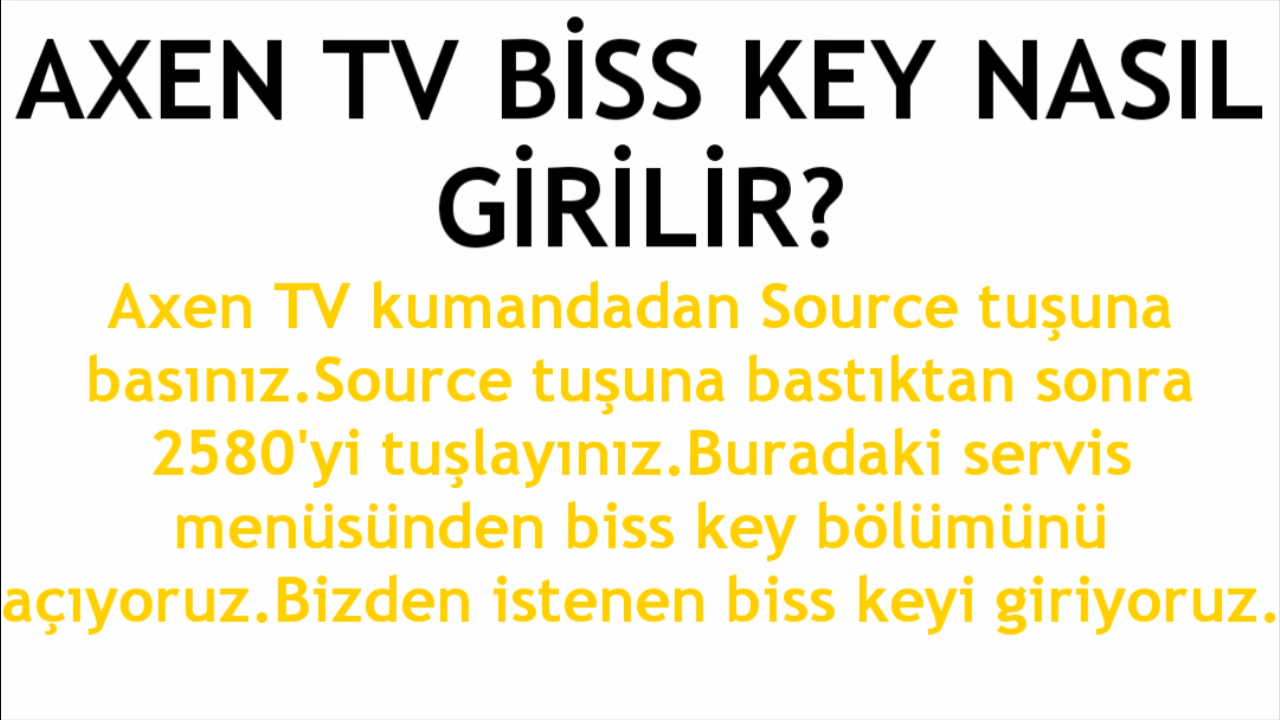 AXEN TV BİSS KEY NASIL
GİRİLİR?
Axen TV kumandadan Source tuşuna
basınız.Source tuşuna bastıktan sonra
2580'yi tuşlayınız.Buradaki servis
menüsünden biss key bölümünü
açıyoruz.Bizden istenen biss keyi giriyoruz.